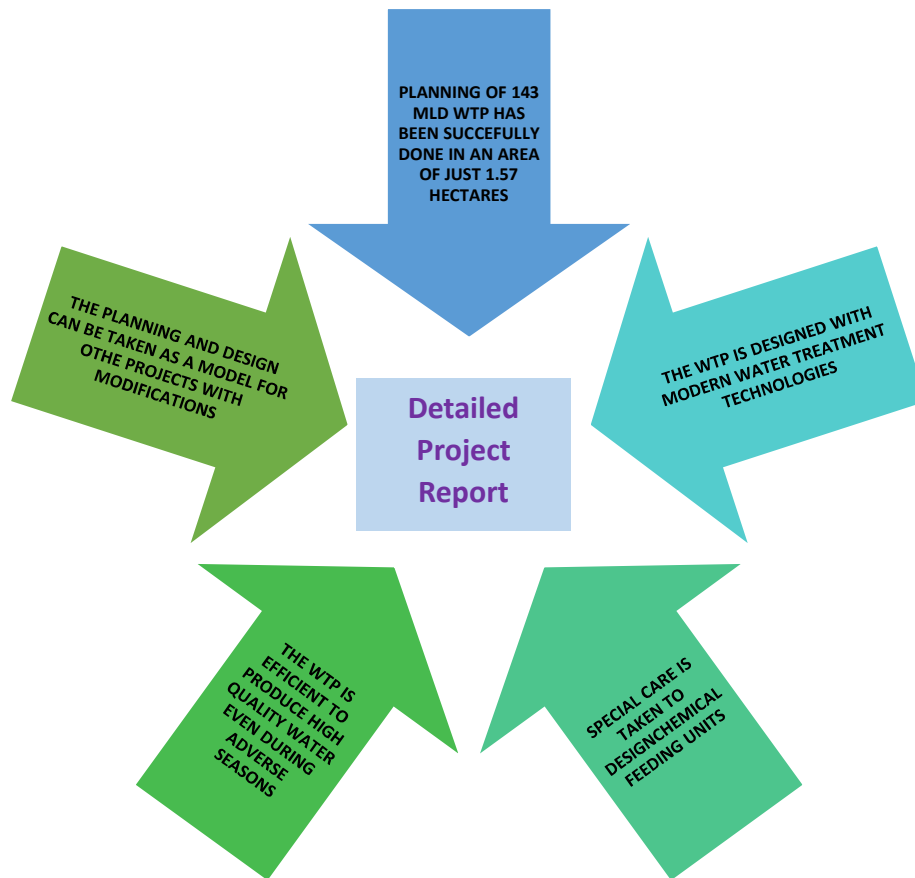 PLANNING OF 143
MLD WTP HAS
BEEN SUCCEFULLY
DONE IN AN AREA
OF JUST 1.57
HECTARES
THE WTP IS DESIGNED WITH
MODERN WATER TREATMENT
TECHNOLOGIES
SPECIAL CARE IS
TAKEN TO
DESIGNCHEMICAL
FEEDING UNITS
THE WTP IS
EFFICIENT TO
PRODUCE HIGH
QUALITY WATER
EVEN DURING
ADVERSE
SEASONS
THE PLANNING AND DESIGN
CAN BE TAKEN AS A MODEL FOR
OTHE PROJECTS WITH
MODIFICATIONS
Detailed
Project
Report